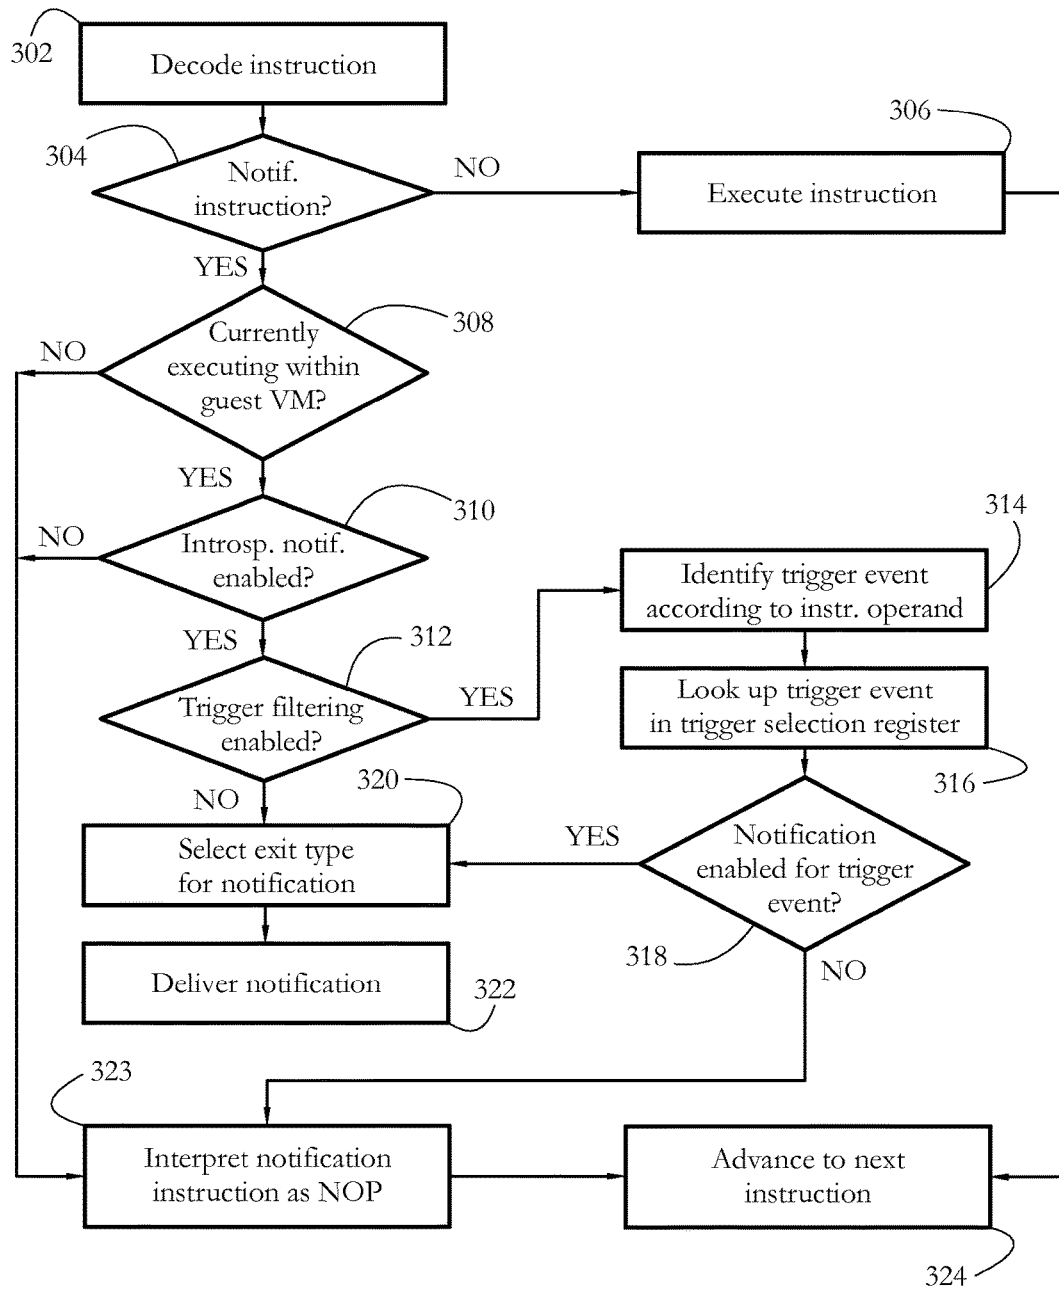 302
Decode instruction
304
Notif.
instruction?
NO
306
Execute instruction
YES
308
Currently
executing within
guest VM?
NO
YES
310
Introsp. notif.
enabled?
NO
314
Identify trigger event
according to instr. operand
YES
312
Trigger filtering
enabled?
YES
Look up trigger event
in trigger selection register
316
NO
320
Select exit type
for notification
YES
Notification
enabled for trigger
event?
318
NO
Deliver notification
322
323
Interpret notification
instruction as NOP
Advance to next
instruction
324